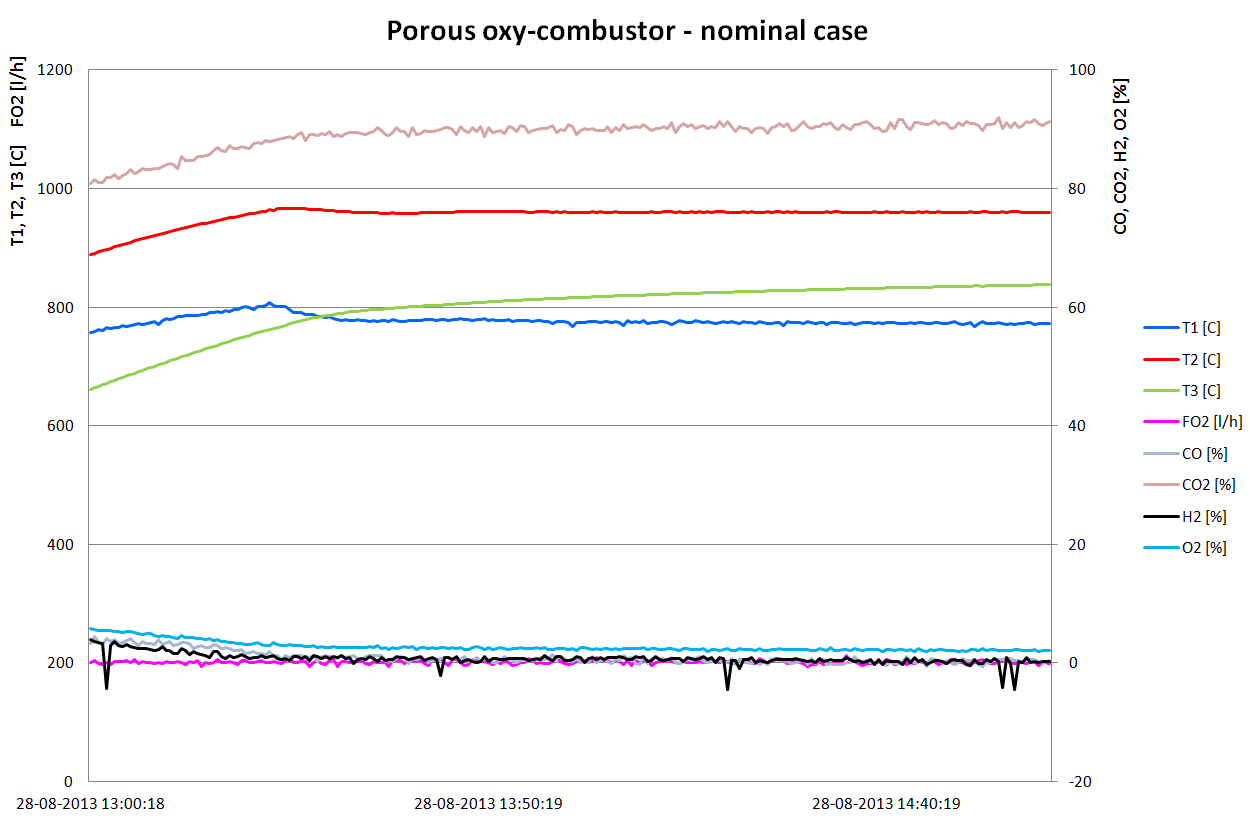 Porous oxy-combustor - nominal case
T1, T2, T3 [C] FO2 [l/h]
1200
1000
800
600
400
200
0
100
80
60
40
20
0
-20
CO, CO2, H2, O2 [%]
28-08-2013 13:00:18
28-08-2013 13:50:19
28-08-2013 14:40:19
T1 [C]
T2 [C]
T3 [C]
FO2 [l/h]
CO [%]
CO2 [%]
H2 [%]
O2 [%]